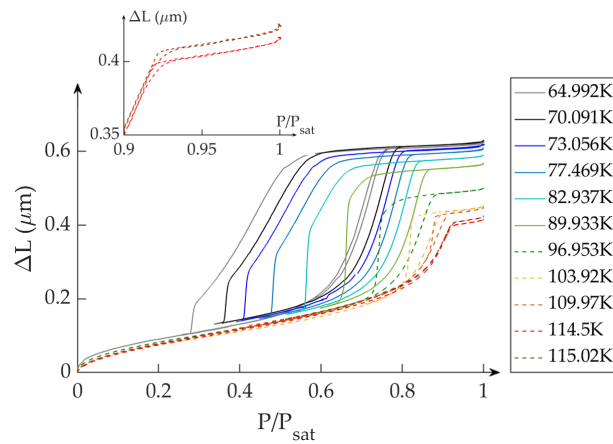 ΔL (μm)
0.4
0.35
0.9
0.95
1
P/P_sat
ΔL (μm)
0.6
0.4
0.2
0
0
0.2
0.4
0.6
0.8
1
P/P_sat
64.992K
70.091K
73.056K
77.469K
82.937K
89.933K
96.953K
103.92K
109.97K
114.5K
115.02K